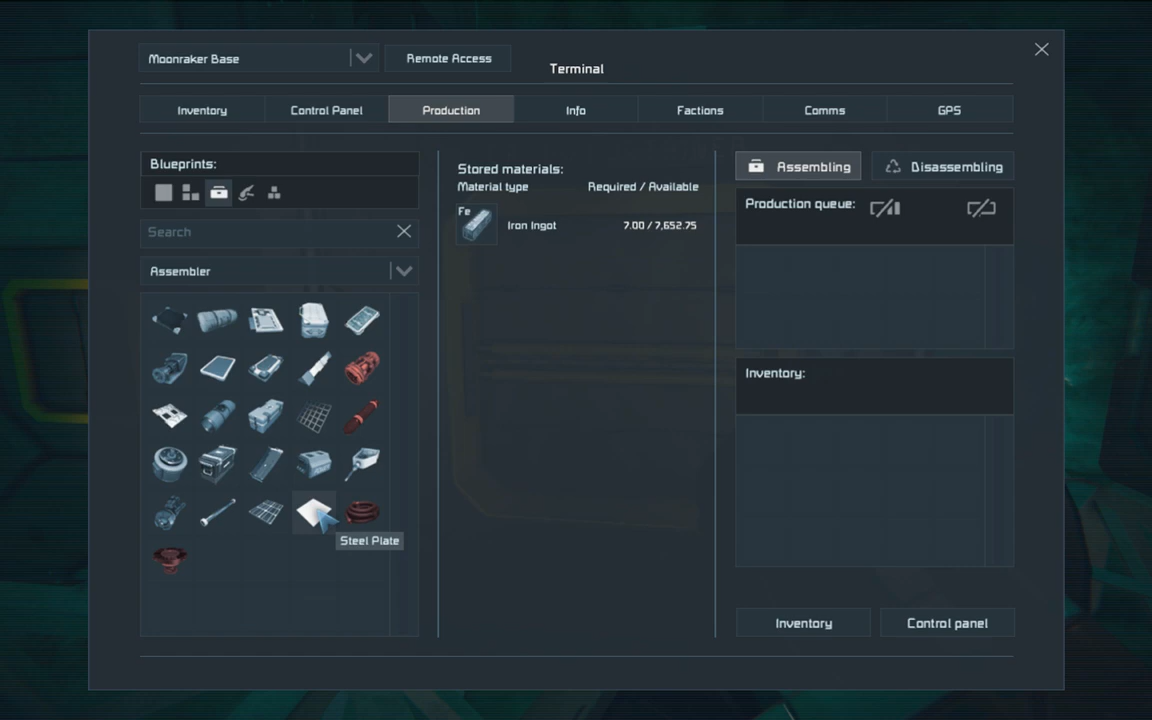 Moonraker Base
Remote Access
Terminal
Inventory
Control Panel
Production
Info
Factions
Comms
GPS
Blueprints:
Search
Assembler
Steel Plate
Stored materials:
Material type
Required / Available
Fe
Iron Ingot
7.00 / 7,652.75
Assembling
Disassembling
Production queue:
Inventory:
Inventory
Control panel